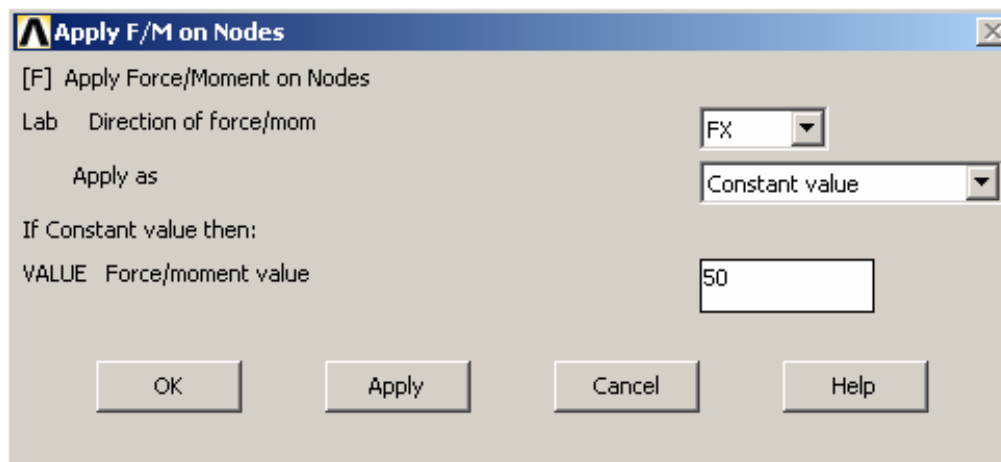 Apply F/M on Nodes
[F] Apply Force/Moment on Nodes
Lab Direction of force/mom FX
Apply as Constant value
If Constant value then:
VALUE Force/moment value 50
OK Apply Cancel Help